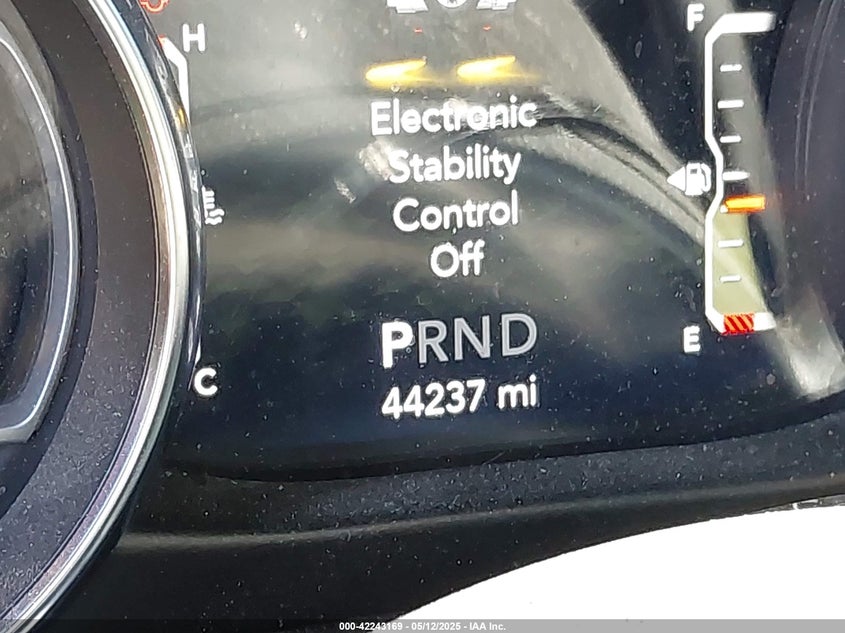 H
F
Electronic
Stability
Control
Off
E
PRND
C
44237 mi
000-42243169 - 05/12/2025 - IAA Inc.